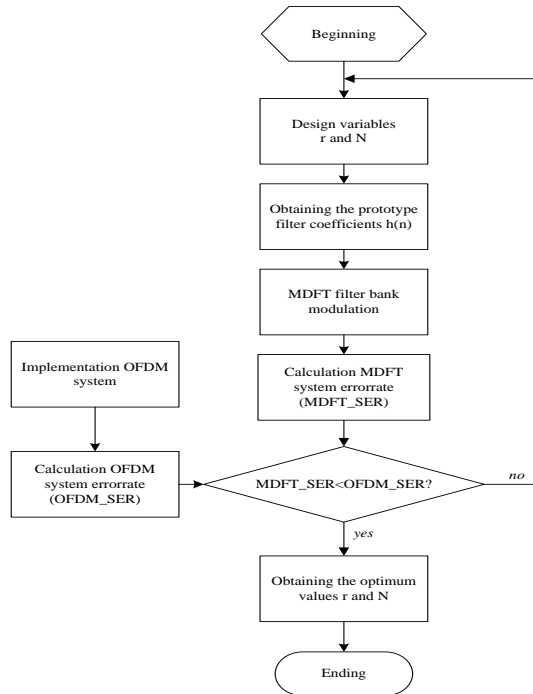 Beginning
Design variables
r and N
Obtaining the prototype
filter coefficients h(n)
MDFT filter bank
modulation
Implementation OFDM
system
Calculation MDFT
system errorrate
(MDFT_SER)
Calculation OFDM
system errorrate
(OFDM_SER)
MDFT_SER<OFDM_SER?
no
yes
Obtaining the optimum
values r and N
Ending